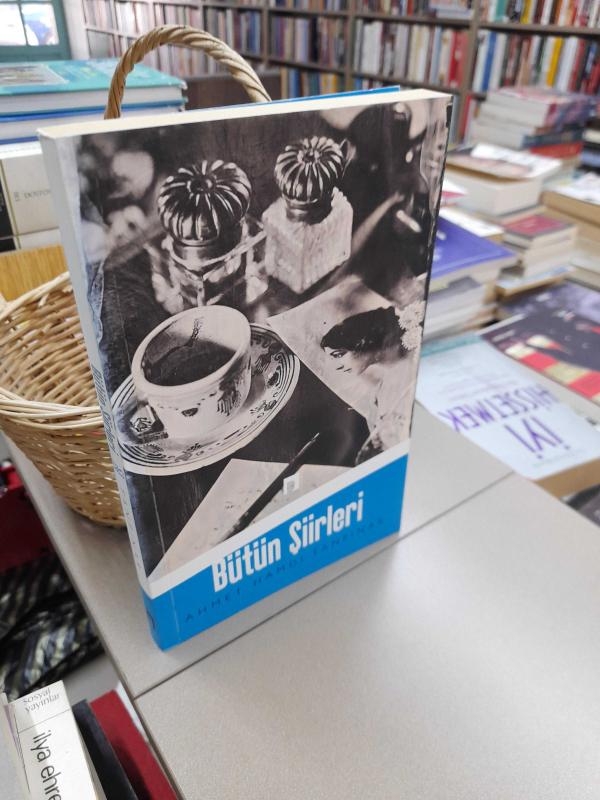 Bütün Şiirleri
AHMET HAMDİ TANPINAR
İYİ
HİSSETMEK
sosyal
yayınlar
ilya ehre